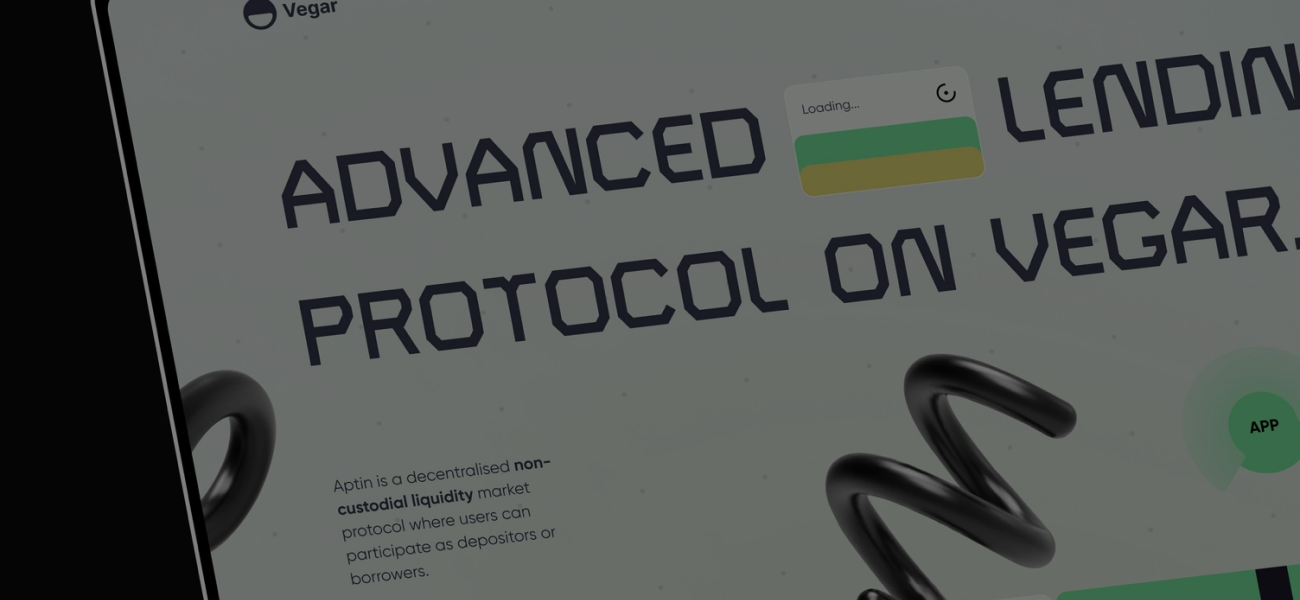 Vegar
ADVANCED Loading... LENDIN
PROTOCOL ON VEGAR.
Aptin is a decentralised non-
custodial liquidity market
protocol where users can
participate as depositors or
borrowers.
APP